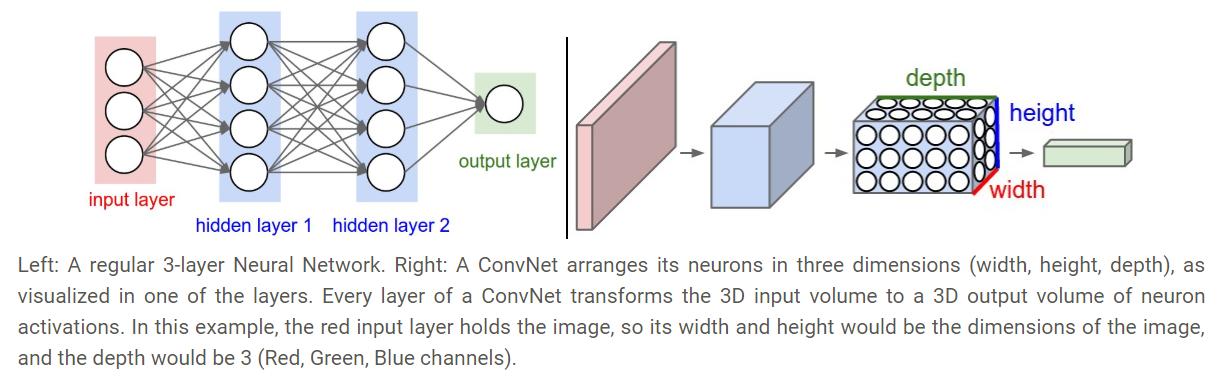 input layer
hidden layer 1
hidden layer 2
output layer
depth
height
width
Left: A regular 3-layer Neural Network. Right: A ConvNet arranges its neurons in three dimensions (width, height, depth), as
visualized in one of the layers. Every layer of a ConvNet transforms the 3D input volume to a 3D output volume of neuron
activations. In this example, the red input layer holds the image, so its width and height would be the dimensions of the image,
and the depth would be 3 (Red, Green, Blue channels).